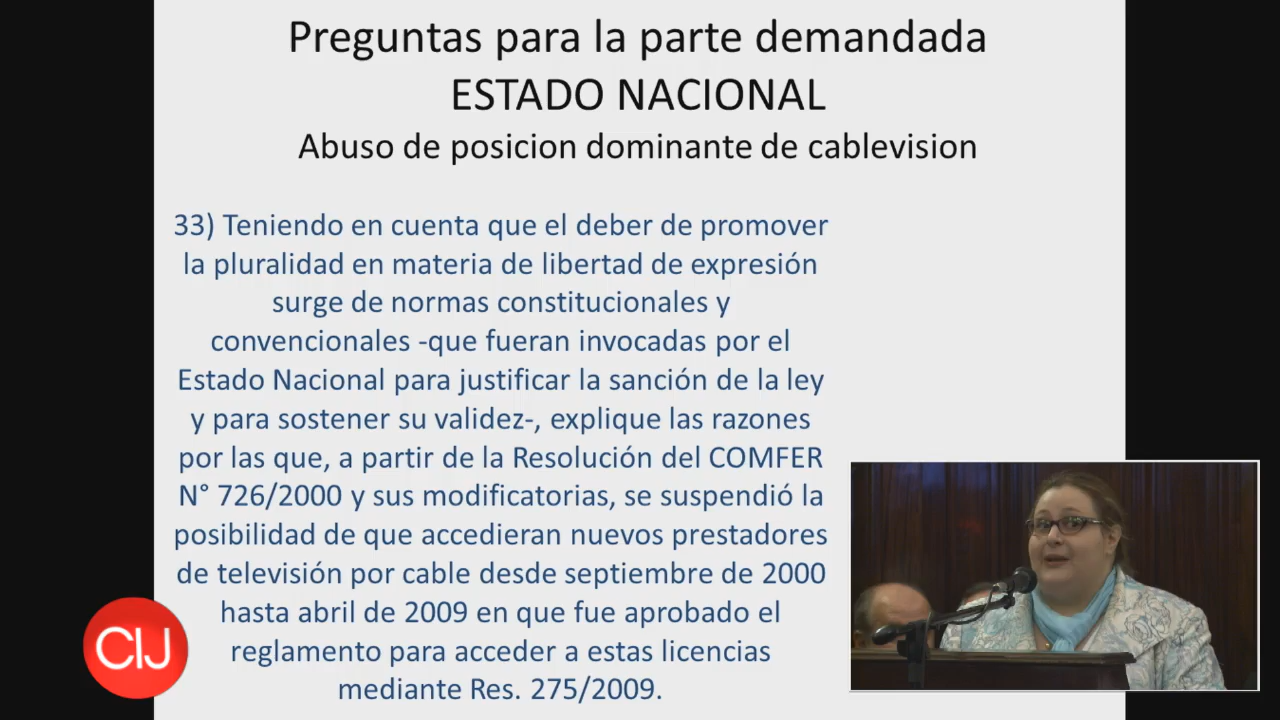 Preguntas para la parte demandada
ESTADO NACIONAL
Abuso de posicion dominante de cablevision
33) Teniendo en cuenta que el deber de promover
la pluralidad en materia de libertad de expresión
surge de normas constitucionales y
convencionales -que fueran invocadas por el
Estado Nacional para justificar la sanción de la ley
y para sostener su validez-, explique las razones
por las que, a partir de la Resolución del COMFER
N° 726/2000 y sus modificatorias, se suspendió la
posibilidad de que accedieran nuevos prestadores
de televisión por cable desde septiembre de 2000
hasta abril de 2009 en que fue aprobado el
reglamento para acceder a estas licencias
mediante Res. 275/2009.
CIJ